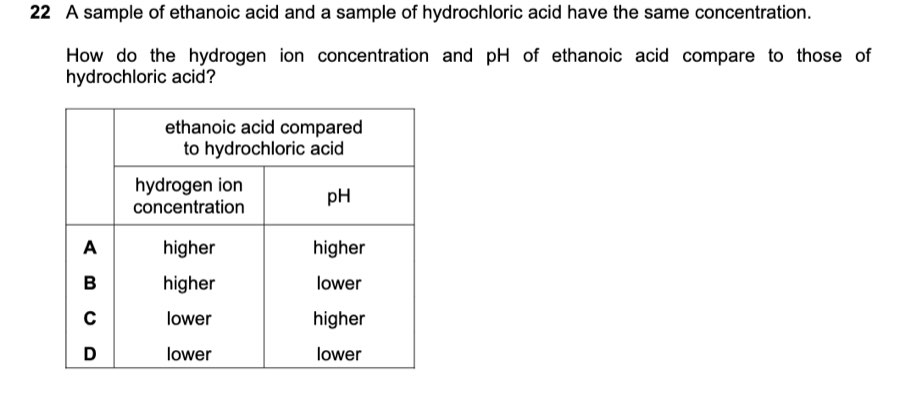 22 A sample of ethanoic acid and a sample of hydrochloric acid have the same concentration.
How do the hydrogen ion concentration and pH of ethanoic acid compare to those of
hydrochloric acid?
ethanoic acid compared
to hydrochloric acid
hydrogen ion
concentration
pH
A higher higher
B higher lower
C lower higher
D lower lower